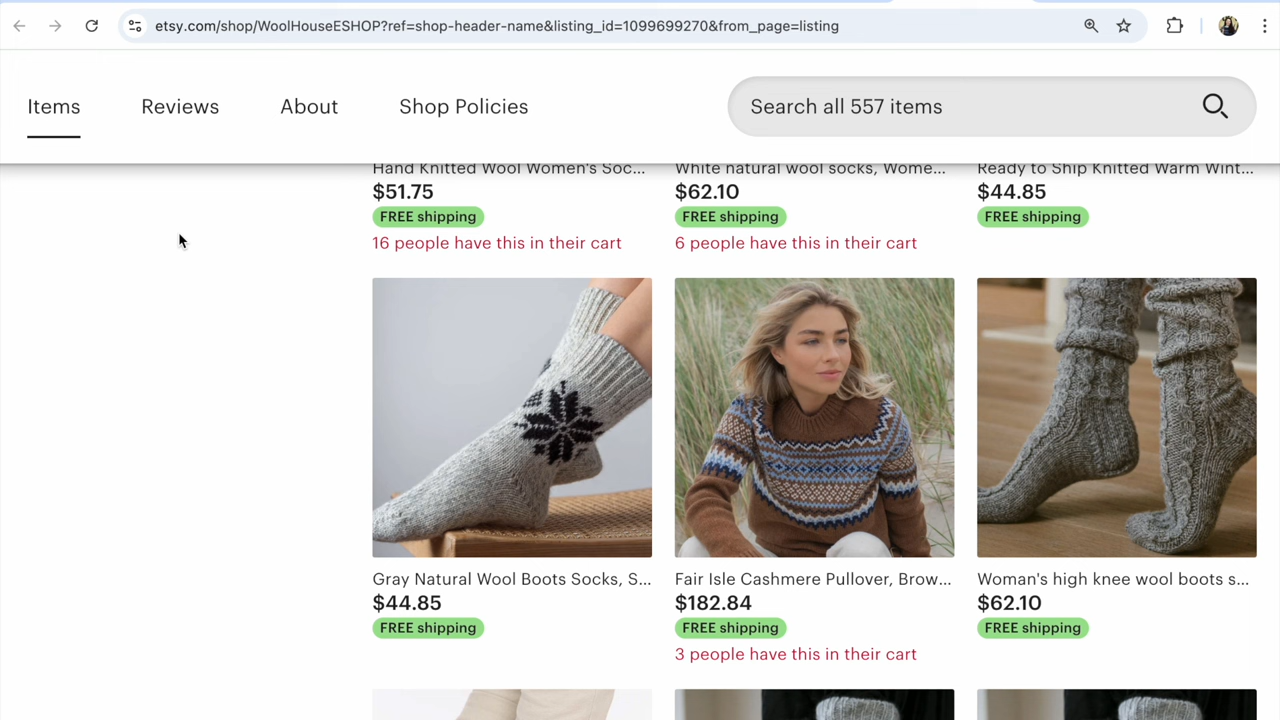 etsy.com/shop/WoolHouseESHOP?ref=shop-header-name&listing_id=1099699270&from_page=listing
Items Reviews About Shop Policies Search all 557 items
Hand Knitted Wool Women's Soc... White natural wool socks, Wome... Ready to Ship Knitted Warm Wint...
$51.75 $62.10 $44.85
FREE shipping FREE shipping FREE shipping
16 people have this in their cart 6 people have this in their cart
Gray Natural Wool Boots Socks, S... Fair Isle Cashmere Pullover, Brow... Woman's high knee wool boots s...
$44.85 $182.84 $62.10
FREE shipping FREE shipping FREE shipping
3 people have this in their cart